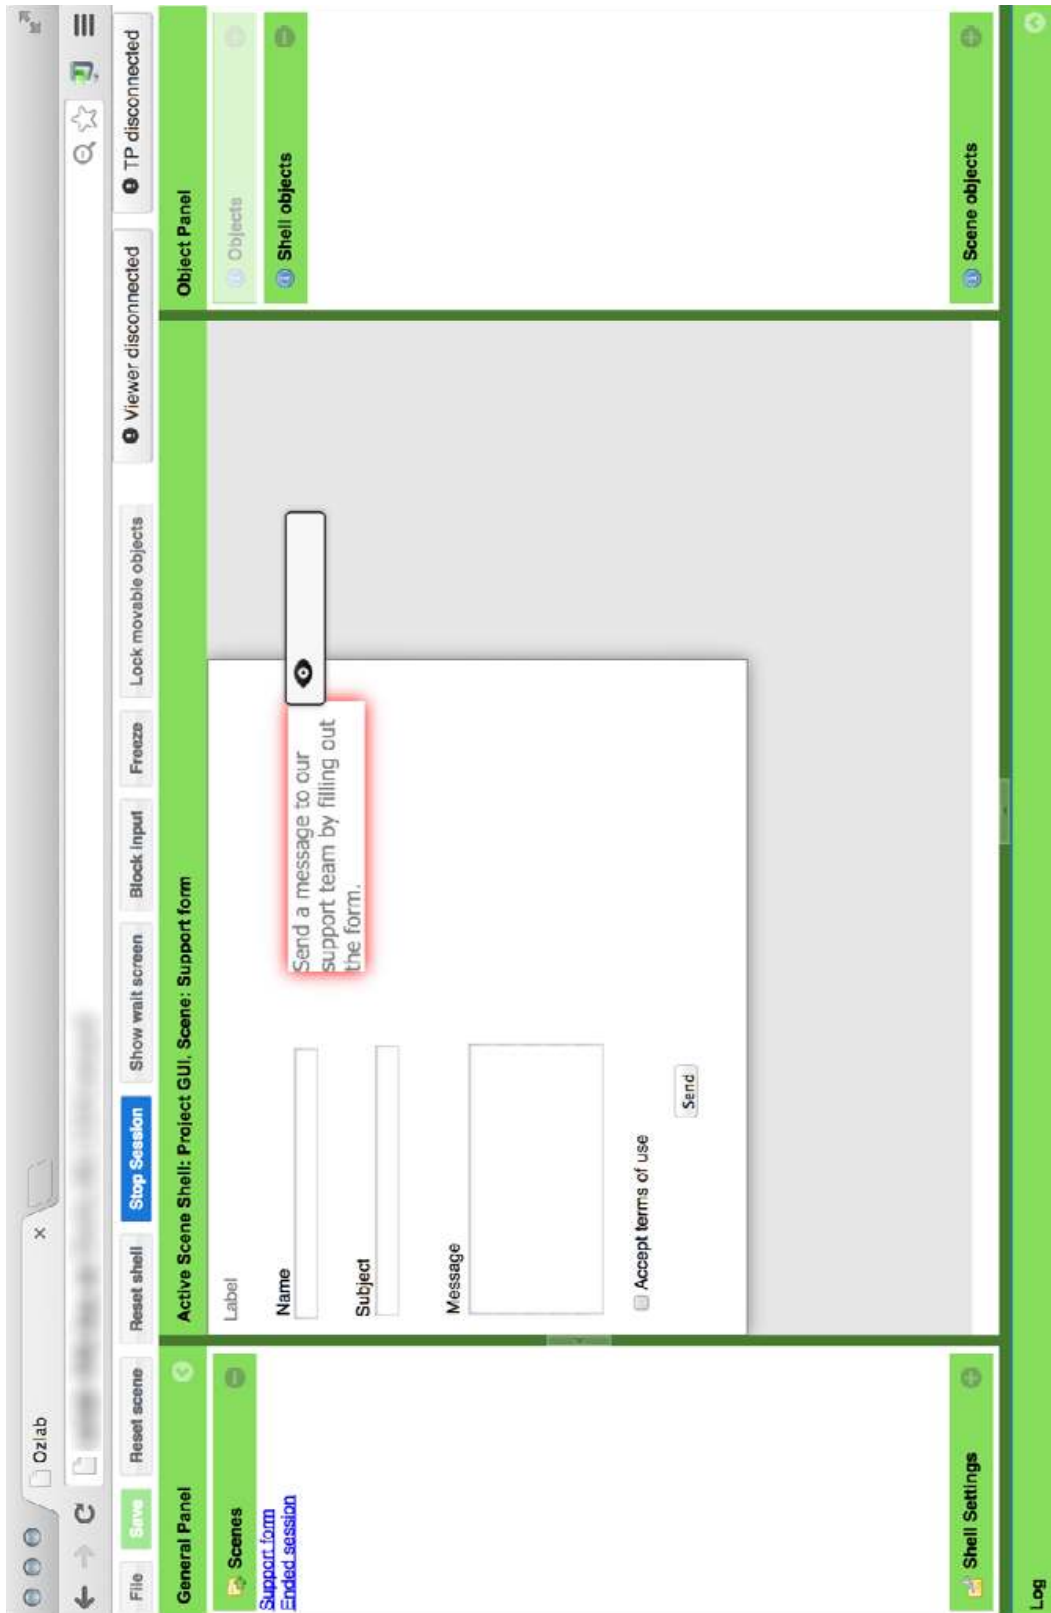 Ozlab
File
Save
Reset scene
Reset shell
Stop Session
Show wait screen
Block input
Freeze
Lock movable objects
Viewer disconnected
TP disconnected
General Panel
Active Scene Shell: Project GUI, Scene: Support form
Object Panel
Scenes
Support form
Ended session
Label
Name
Subject
Message
Accept terms of use
Send
Send a message to our
support team by filling out
the form.
Objects
Shell objects
Shell Settings
Scene objects
Log